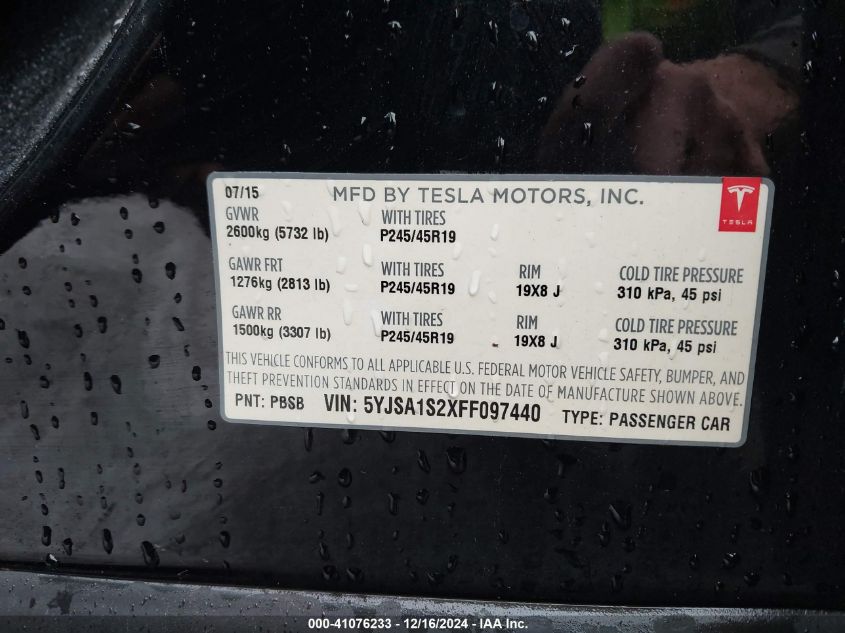 07/15 MFD BY TESLA MOTORS, INC.
TESLA
GVWR WITH TIRES
2600kg (5732 lb) P245/45R19
GAWR FRT WITH TIRES RIM COLD TIRE PRESSURE
1276kg (2813 lb) P245/45R19 19X8 J 310 kPa, 45 psi
GAWR RR WITH TIRES RIM COLD TIRE PRESSURE
1500kg (3307 lb) P245/45R19 19X8 J 310 kPa, 45 psi
THIS VEHICLE CONFORMS TO ALL APPLICABLE U.S. FEDERAL MOTOR VEHICLE SAFETY, BUMPER, AND
THEFT PREVENTION STANDARDS IN EFFECT ON THE DATE OF MANUFACTURE SHOWN ABOVE.
PNT: PBSB VIN: 5YJSA1S2XFF097440 TYPE: PASSENGER CAR
000-41076233 - 12/16/2024 - IAA Inc.